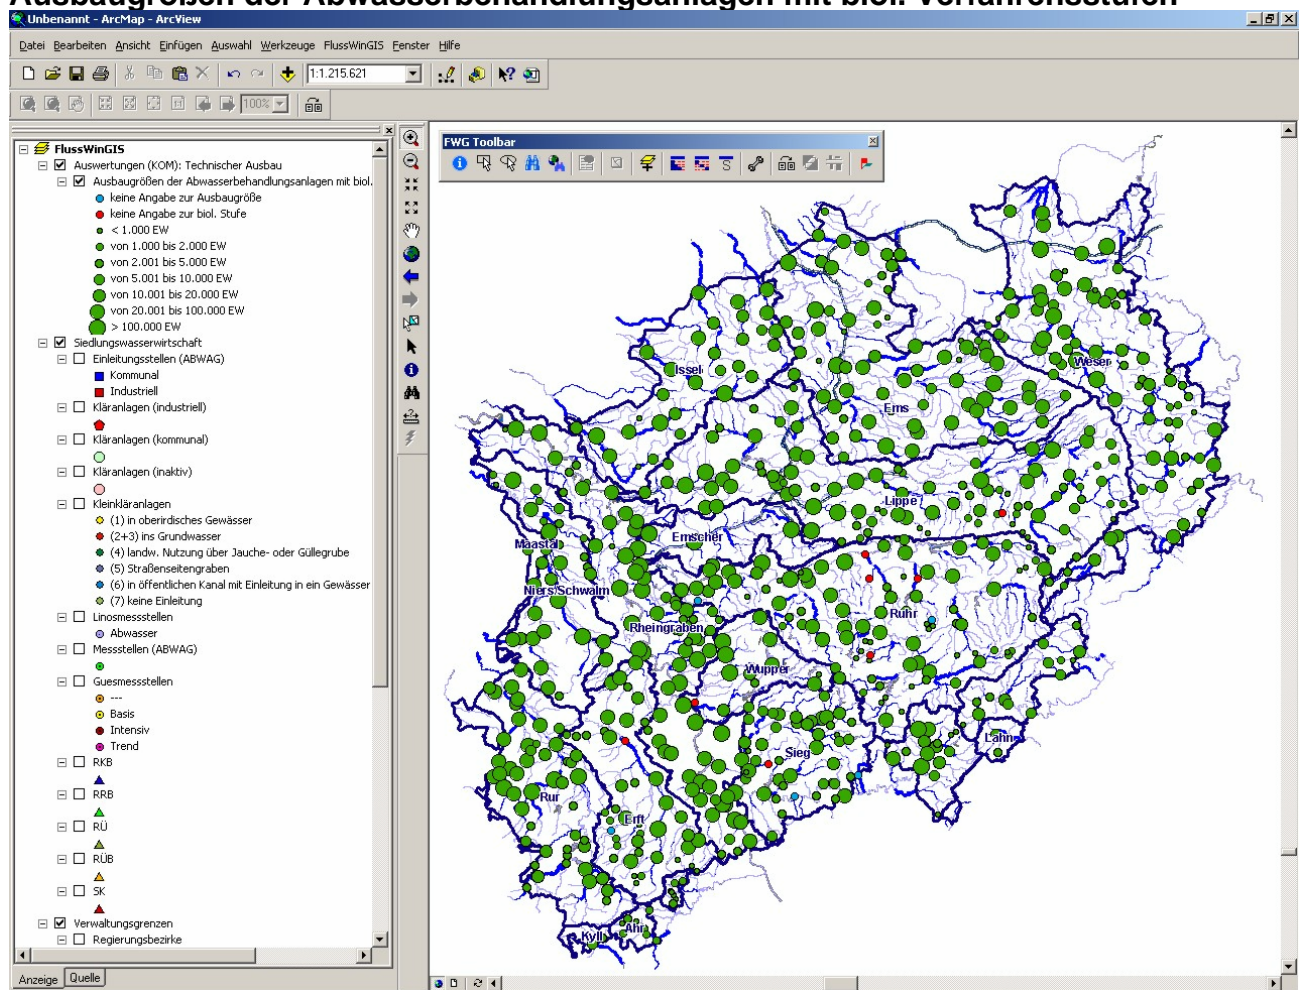 Ausbaugrößen der Abwasserbehandlungsanlagen mit biol. Verfahrensstufen
Unbenannt - ArcMap - ArcView
Datei Bearbeiten Ansicht Einfügen Auswahl Werkzeuge FlussWinGIS Fenster Hilfe
1:1.215.621
100%
FWG Toolbar
FlussWinGIS
Auswertungen (KOM): Technischer Ausbau
Ausbaugrößen der Abwasserbehandlungsanlagen mit biol.
keine Angabe zur Ausbaugröße
keine Angabe zur biol. Stufe
< 1.000 EW
von 1.000 bis 2.000 EW
von 2.001 bis 5.000 EW
von 5.001 bis 10.000 EW
von 10.001 bis 20.000 EW
von 20.001 bis 100.000 EW
> 100.000 EW
Siedlungswasserwirtschaft
Einleitungsstellen (ABWAG)
Kommunal
Industriell
Kläranlagen (industriell)
Kläranlagen (kommunal)
Kläranlagen (inaktiv)
Kleinkläranlagen
(1) in oberirdisches Gewässer
(2+3) ins Grundwasser
(4) landw. Nutzung über Jauche- oder Güllegrube
(5) Straßenseitengraben
(6) in öffentlichen Kanal mit Einleitung in ein Gewässer
(7) keine Einleitung
Linosmessstellen
Abwasser
Messstellen (ABWAG)
Guesmessstellen
---
Basis
Intensiv
Trend
RKB
RRB
RÜ
RÜB
SK
Verwaltungsgrenzen
Regierungsbezirke
Anzeige Quelle
Issel
Weser
Ems
Lippe
Emscher
Maastal
Niers/Schwalm
Ruhr
Rheingraben
Wupper
Lahn
Sieg
Rur
Erft
Ahr
Kyll